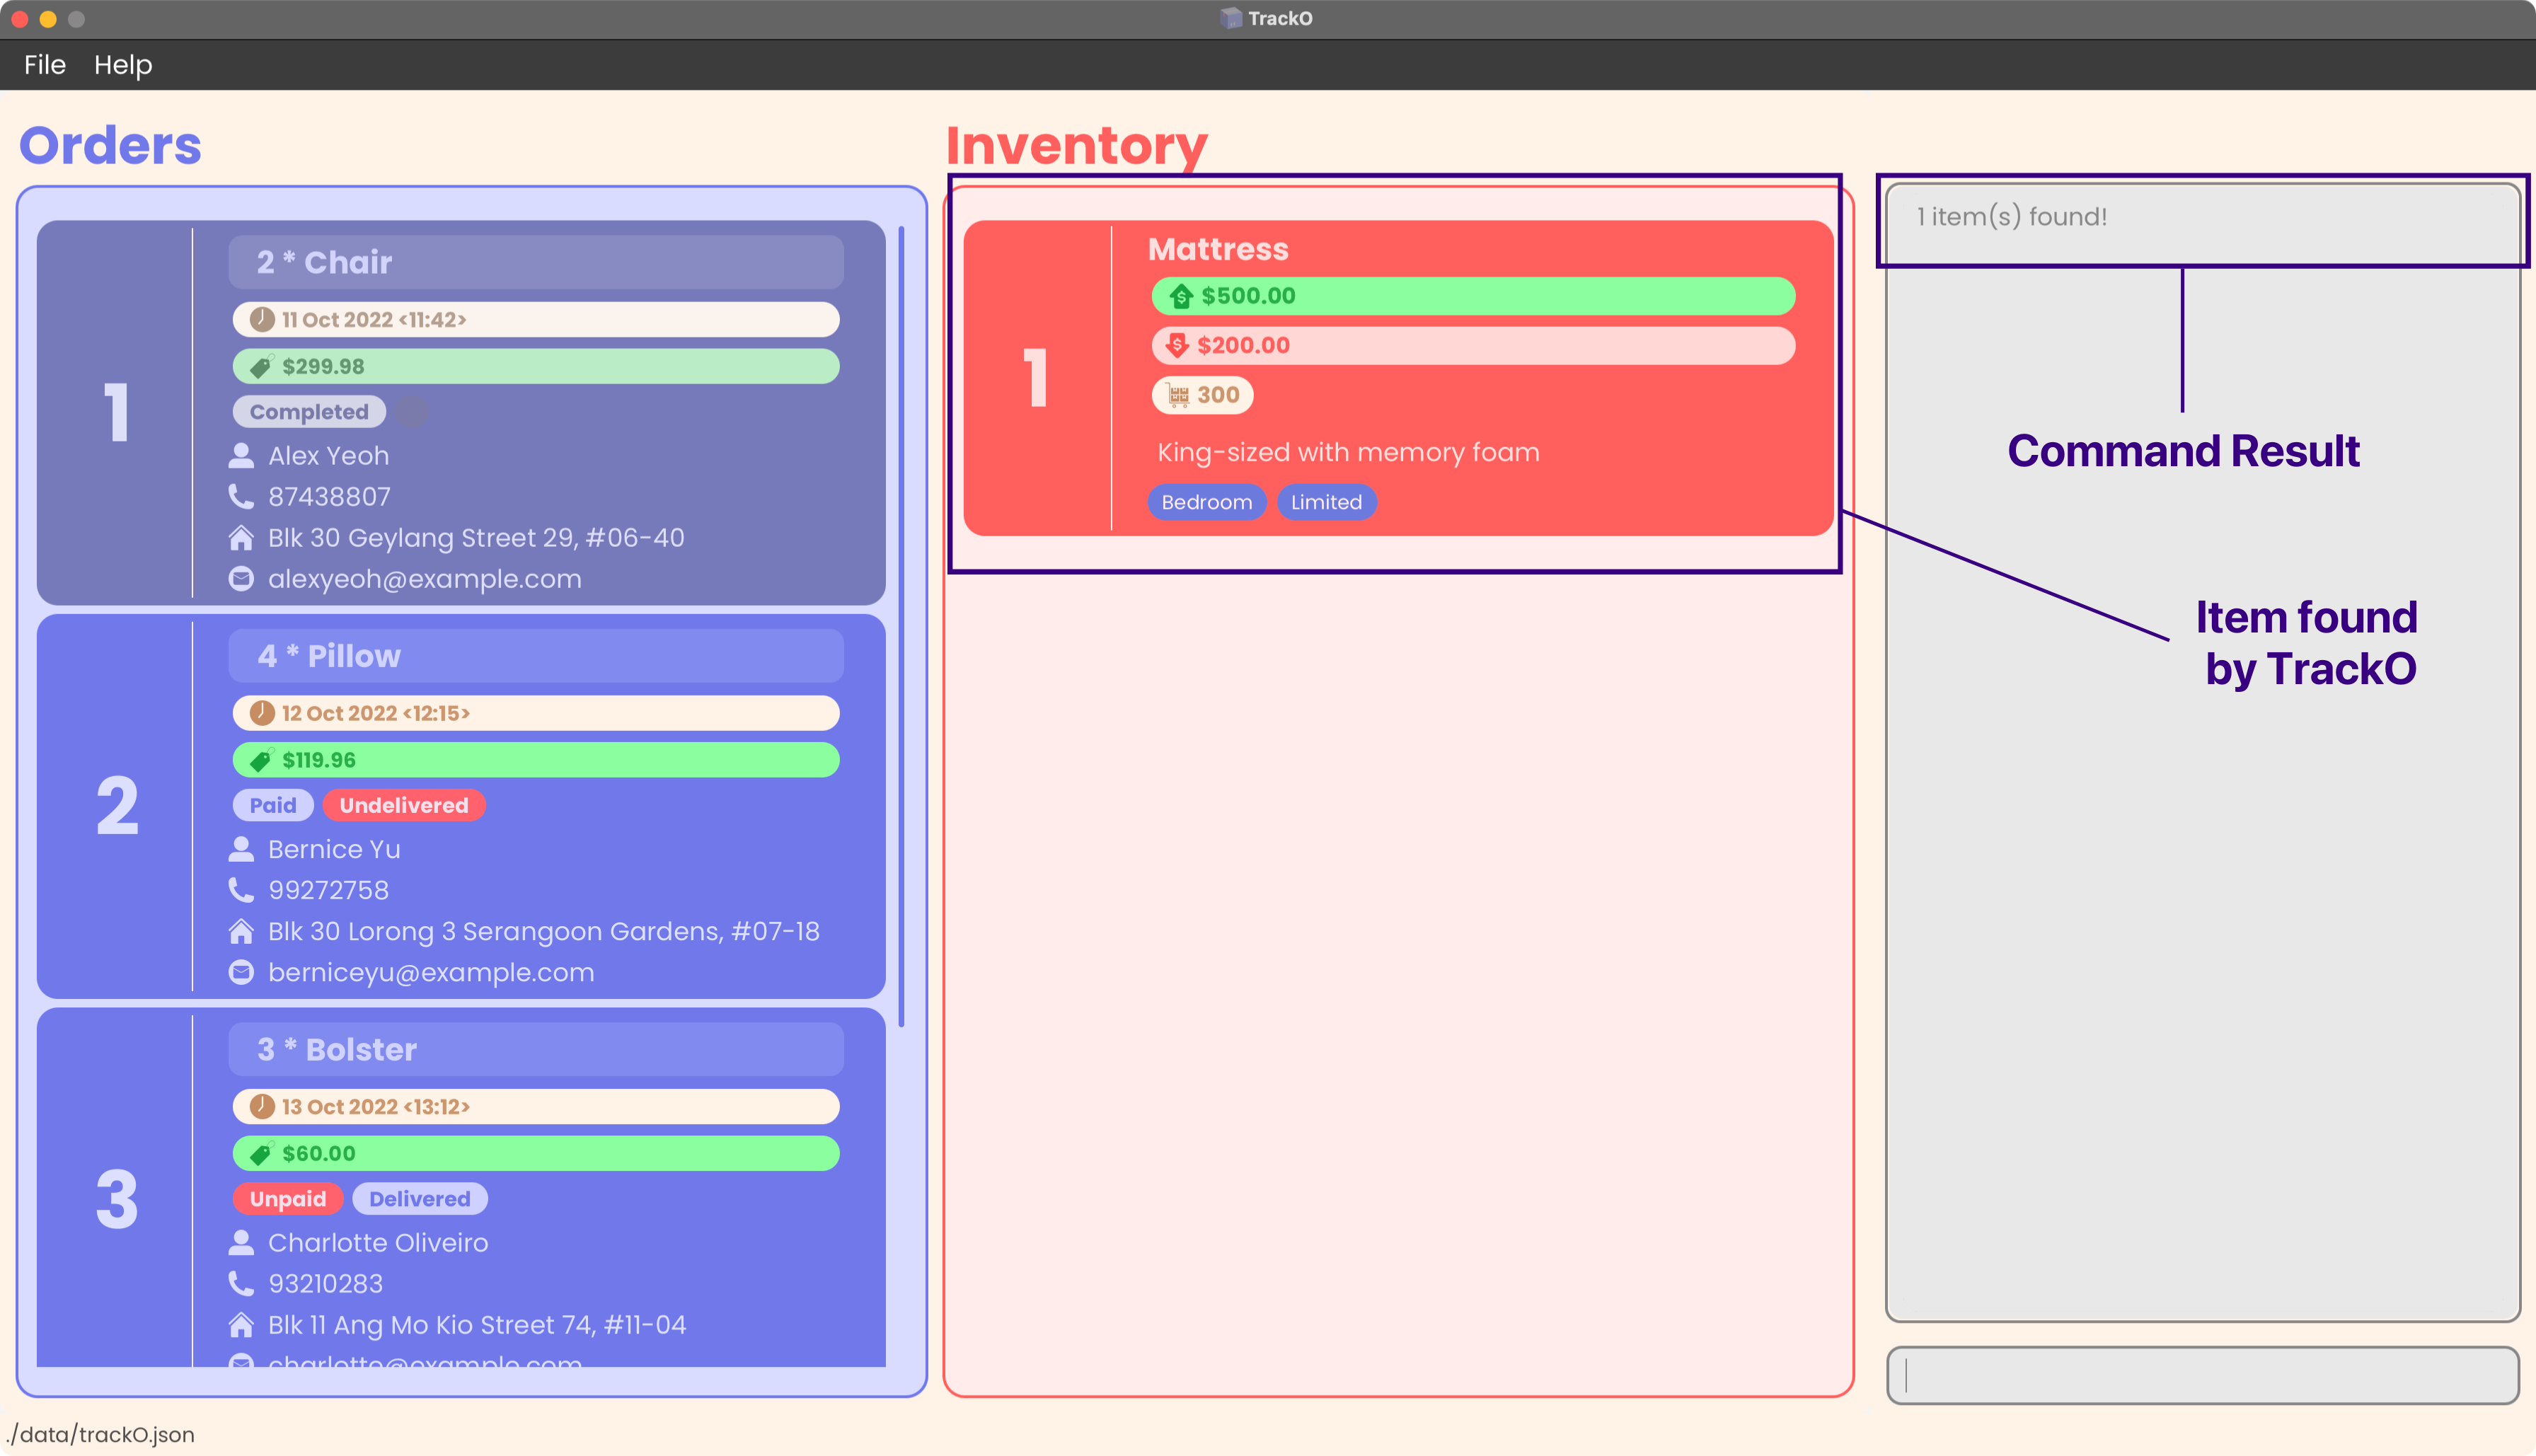 TrackO
File Help
Orders
1
2 * Chair
11 Oct 2022 <11:42>
$299.98
Completed
Alex Yeoh
87438807
Blk 30 Geylang Street 29, #06-40
alexyeoh@example.com
2
4 * Pillow
12 Oct 2022 <12:15>
$119.96
Paid Undelivered
Bernice Yu
99272758
Blk 30 Lorong 3 Serangoon Gardens, #07-18
berniceyu@example.com
3
3 * Bolster
13 Oct 2022 <13:12>
$60.00
Unpaid Delivered
Charlotte Oliveiro
93210283
Blk 11 Ang Mo Kio Street 74, #11-04
charlotte@example.com
Inventory
1
Mattress
$500.00
$200.00
300
King-sized with memory foam
Bedroom Limited
1 item(s) found!
Command Result
Item found
by TrackO
./data/trackO.json